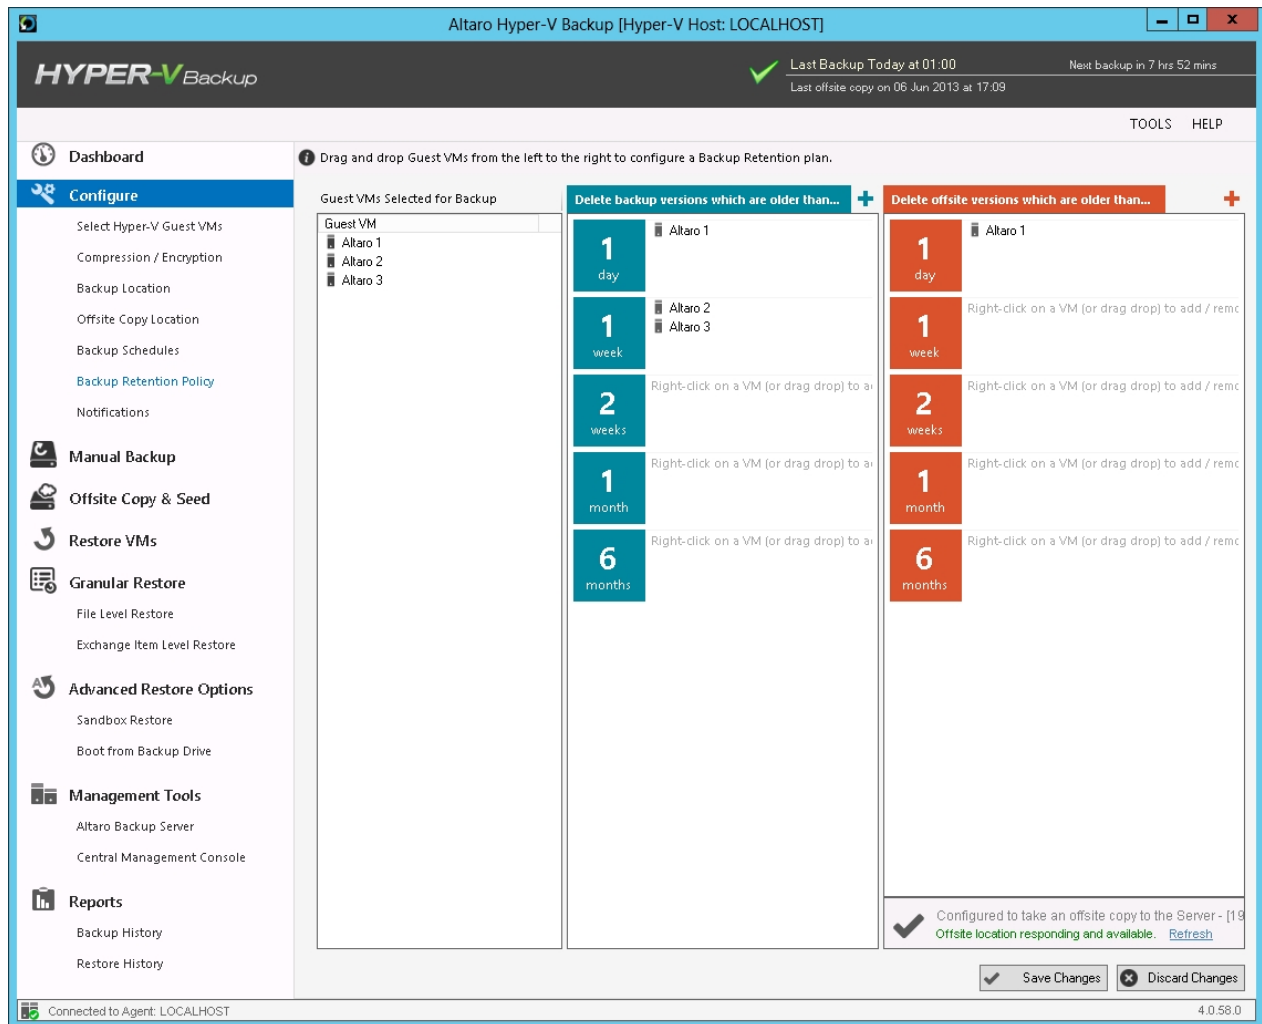 Altaro Hyper-V Backup [Hyper-V Host: LOCALHOST]
HYPER-V Backup
Last Backup Today at 01:00
Next backup in 7 hrs 52 mins
Last offsite copy on 06 Jun 2013 at 17:09
TOOLS HELP
Dashboard
Configure
Select Hyper-V Guest VMs
Compression / Encryption
Backup Location
Offsite Copy Location
Backup Schedules
Backup Retention Policy
Notifications
Manual Backup
Offsite Copy & Seed
Restore VMs
Granular Restore
File Level Restore
Exchange Item Level Restore
Advanced Restore Options
Sandbox Restore
Boot from Backup Drive
Management Tools
Altaro Backup Server
Central Management Console
Reports
Backup History
Restore History
Drag and drop Guest VMs from the left to the right to configure a Backup Retention plan.
Guest VMs Selected for Backup
Guest VM
Altaro 1
Altaro 2
Altaro 3
Delete backup versions which are older than...
1
day
Altaro 1
1
week
Altaro 2
Altaro 3
2
weeks
Right-click on a VM (or drag drop) to a
1
month
Right-click on a VM (or drag drop) to a
6
months
Right-click on a VM (or drag drop) to a
Delete offsite versions which are older than...
1
day
Altaro 1
1
week
Right-click on a VM (or drag drop) to add / remo
2
weeks
Right-click on a VM (or drag drop) to add / remo
1
month
Right-click on a VM (or drag drop) to add / remo
6
months
Right-click on a VM (or drag drop) to add / remo
Configured to take an offsite copy to the Server - [19
Offsite location responding and available. Refresh
Save Changes
Discard Changes
Connected to Agent: LOCALHOST
4.0.58.0